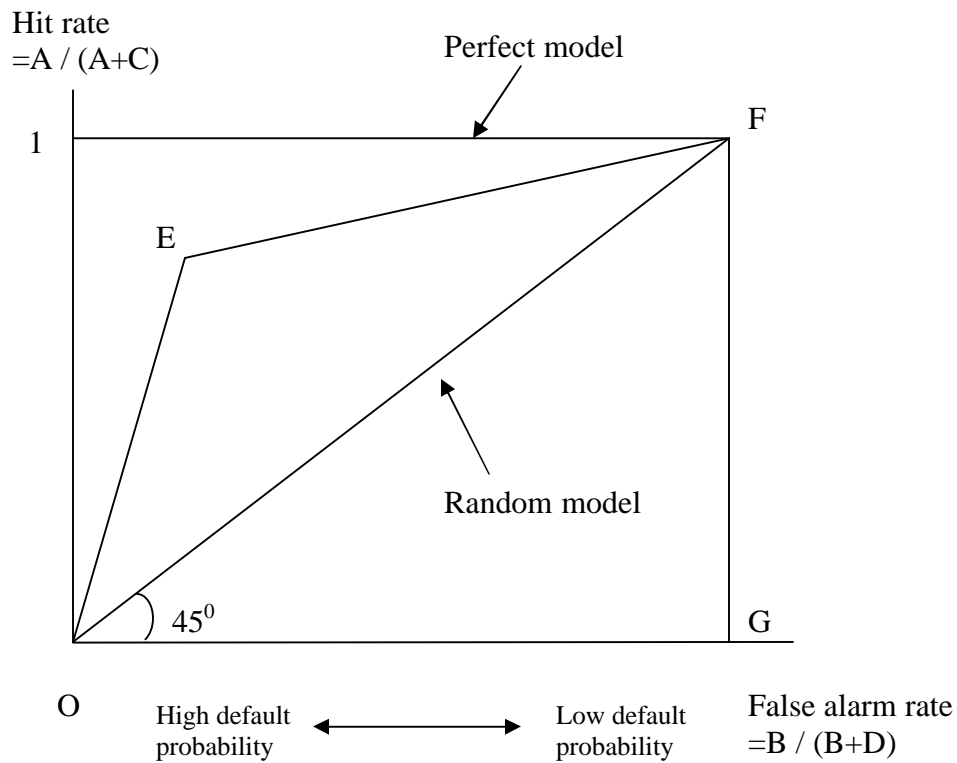 Hit rate
=A / (A+C)
Perfect model
F
1
E
Random model
45⁰
G
O
High default
probability
Low default
probability
False alarm rate
=B / (B+D)